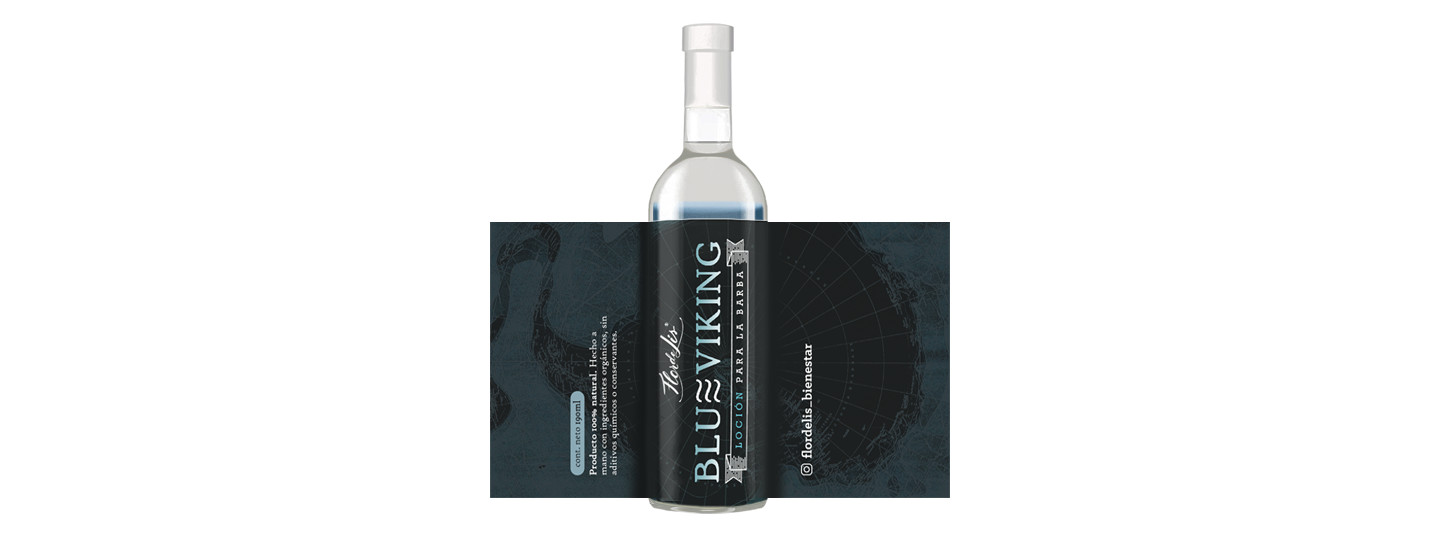 cont. neto 190ml
Producto 100% natural. Hecho a
mano con ingredientes orgánicos, sin
aditivos químicos o conservantes.
Flor de Lis®
BLUE VIKING
LOCIÓN PARA LA BARBA
flordelis_bienestar